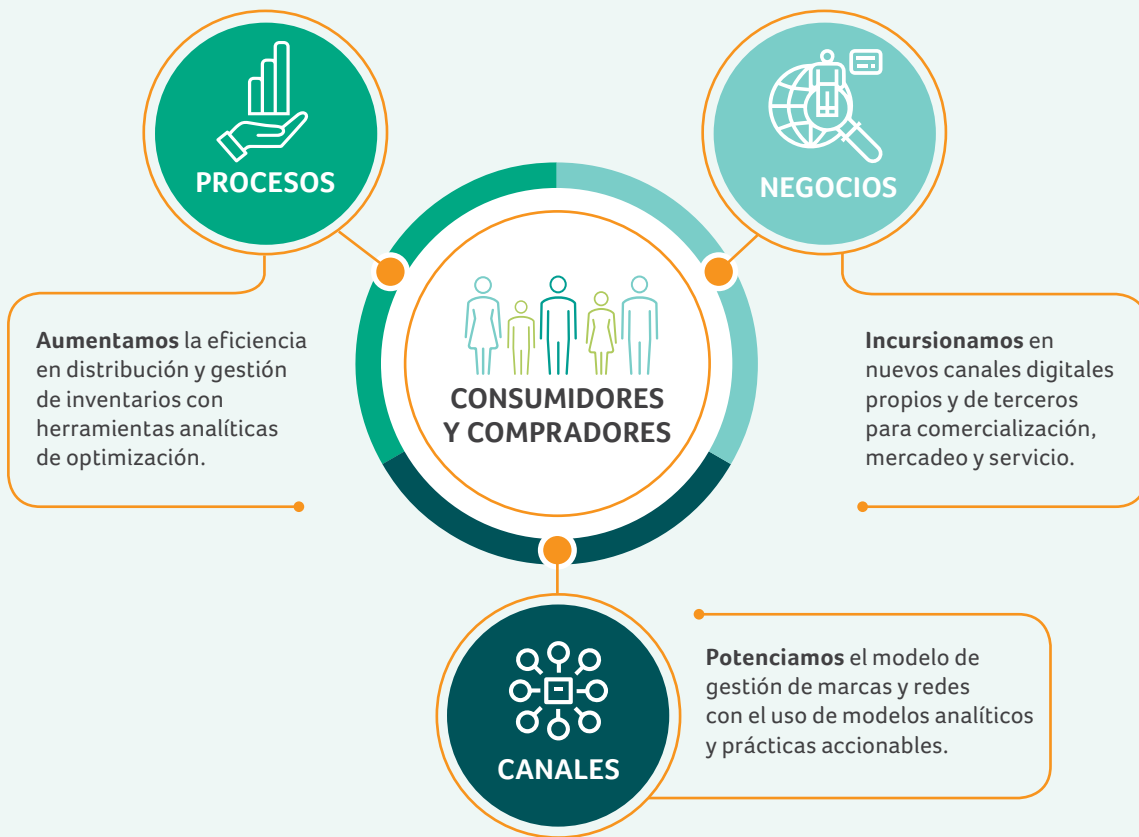 PROCESOS
NEGOCIOS
CONSUMIDORES
Y COMPRADORES
Aumentamos la eficiencia
en distribución y gestión
de inventarios con
herramientas analíticas
de optimización.
Incursionamos en
nuevos canales digitales
propios y de terceros
para comercialización,
mercadeo y servicio.
CANALES
Potenciamos el modelo de
gestión de marcas y redes
con el uso de modelos analíticos
y prácticas accionables.